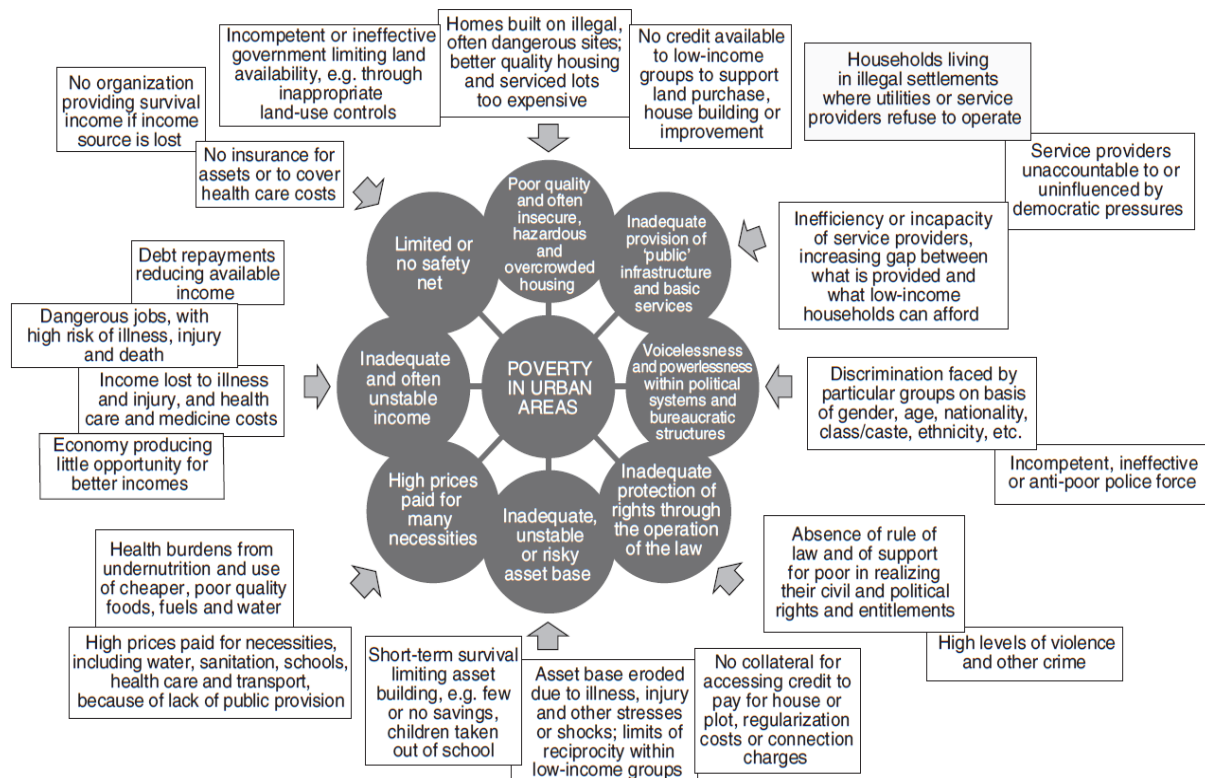 Incompetent or ineffective
government limiting land
availability, e.g. through
inappropriate
land-use controls
Homes built on illegal,
often dangerous sites;
better quality housing
and serviced lots
too expensive
No credit available
to low-income
groups to support
land purchase,
house building or
improvement
Households living
in illegal settlements
where utilities or service
providers refuse to operate
No organization
providing survival
income if income
source is lost
No insurance for
assets or to cover
health care costs
Service providers
unaccountable to or
uninfluenced by
democratic pressures
Inefficiency or incapacity
of service providers,
increasing gap between
what is provided and
what low-income
households can afford
Poor quality
and often
insecure,
hazardous
and
overcrowded
housing
Limited or
no safety
net
Inadequate
provision of
‘public’
infrastructure
and basic
services
Debt repayments
reducing available
income
Dangerous jobs, with
high risk of illness, injury
and death
Income lost to illness
and injury, and health
care and medicine costs
Economy producing
little opportunity for
better incomes
Inadequate
and often
unstable
income
POVERTY
IN URBAN
AREAS
Voicelessness
and powerlessness
within political
systems and
bureaucratic
structures
Discrimination faced by
particular groups on basis
of gender, age, nationality,
class/caste, ethnicity, etc.
Incompetent, ineffective
or anti-poor police force
High prices
paid for
many
necessities
Inadequate,
unstable
or risky
asset base
Inadequate
protection of
rights through
the operation
of the law
Absence of rule of
law and of support
for poor in realizing
their civil and political
rights and entitlements
High levels of violence
and other crime
Health burdens from
undernutrition and use
of cheaper, poor quality
foods, fuels and water
High prices paid for necessities,
including water, sanitation, schools,
health care and transport,
because of lack of public provision
Short-term survival
limiting asset
building, e.g. few
or no savings,
children taken
out of school
Asset base eroded
due to illness, injury
and other stresses
or shocks; limits of
reciprocity within
low-income groups
No collateral for
accessing credit to
pay for house or
plot, regularization
costs or connection
charges